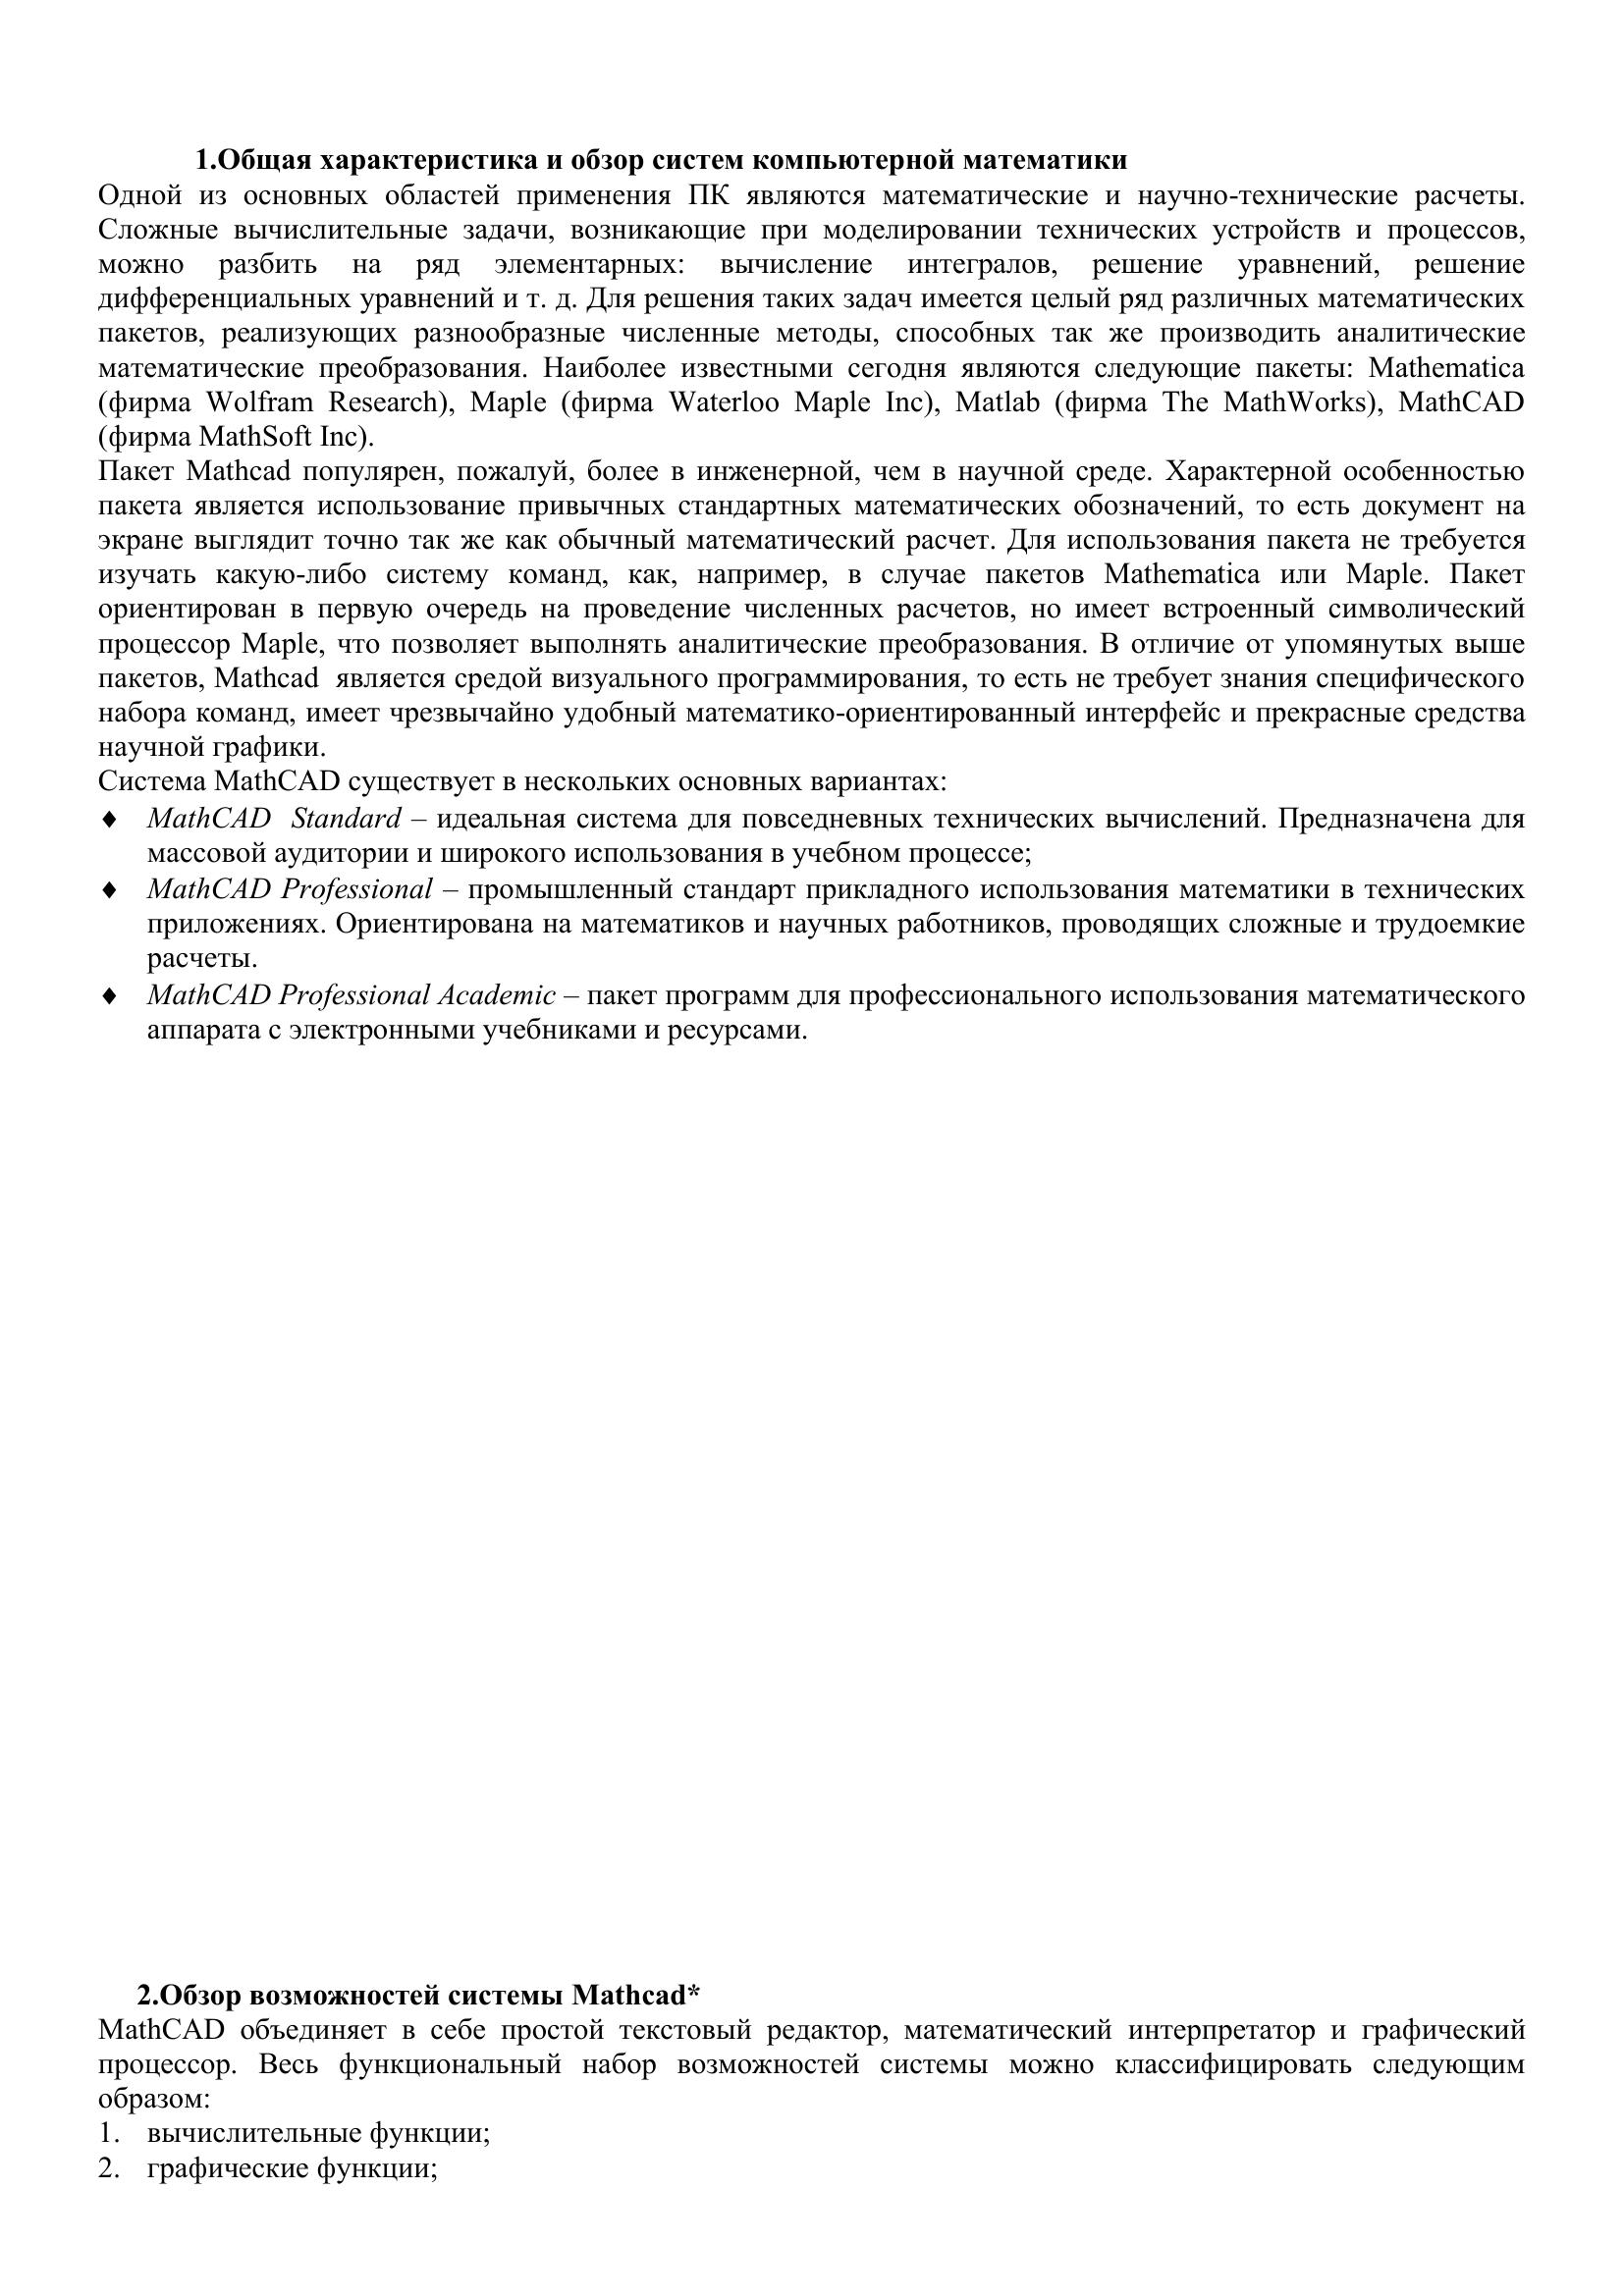 1.Общая характеристика и обзор систем компьютерной математики
Одной из основных областей применения ПК являются математические и научно-технические расчеты.
Сложные вычислительные задачи, возникающие при моделировании технических устройств и процессов,
можно разбить на ряд элементарных: вычисление интегралов, решение уравнений, решение
дифференциальных уравнений и т. д. Для решения таких задач имеется целый ряд различных математических
пакетов, реализующих разнообразные численные методы, способных так же производить аналитические
математические преобразования. Наиболее известными сегодня являются следующие пакеты: Mathematica
(фирма Wolfram Research), Maple (фирма Waterloo Maple Inc), Matlab (фирма The MathWorks), MathCAD
(фирма MathSoft Inc).
Пакет Mathcad популярен, пожалуй, более в инженерной, чем в научной среде. Характерной особенностью
пакета является использование привычных стандартных математических обозначений, то есть документ на
экране выглядит точно так же как обычный математический расчет. Для использования пакета не требуется
изучать какую-либо систему команд, как, например, в случае пакетов Mathematica или Maple. Пакет
ориентирован в первую очередь на проведение численных расчетов, но имеет встроенный символический
процессор Maple, что позволяет выполнять аналитические преобразования. В отличие от упомянутых выше
пакетов, Mathcad  является средой визуального программирования, то есть не требует знания специфического
набора команд, имеет чрезвычайно удобный математико-ориентированный интерфейс и прекрасные средства
научной графики.
Система MathCAD существует в нескольких основных вариантах:
♦ MathCAD  Standard – идеальная система для повседневных технических вычислений. Предназначена для
массовой аудитории и широкого использования в учебном процессе;
♦ MathCAD Professional – промышленный стандарт прикладного использования математики в технических
приложениях. Ориентирована на математиков и научных работников, проводящих сложные и трудоемкие
расчеты.
♦ MathCAD Professional Academic – пакет программ для профессионального использования математического
аппарата с электронными учебниками и ресурсами.
2.Обзор возможностей системы Mathcad*
MathCAD объединяет в себе простой текстовый редактор, математический интерпретатор и графический
процессор. Весь функциональный набор возможностей системы можно классифицировать следующим
образом:
1. вычислительные функции;
2. графические функции;